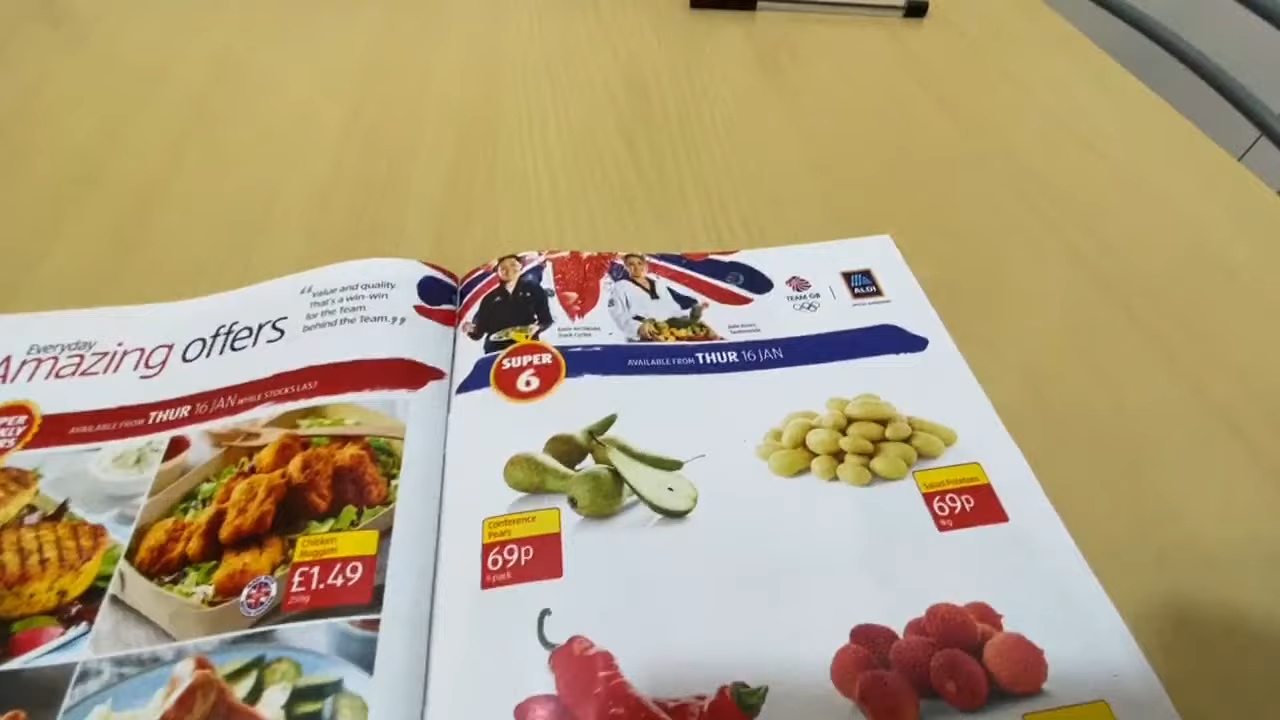 Everyday
Amazing offers
“Value and quality.
That's a win-win
for the Team
behind the Team.”
AVAILABLE FROM THUR 16 JAN WHILE STOCKS LAST
Chicken
Nuggets
£1.49
TEAM GB
ALDI
SUPER
6
AVAILABLE FROM THUR 16 JAN
Conference
Pears
69p
Salad Potatoes
69p
1kg